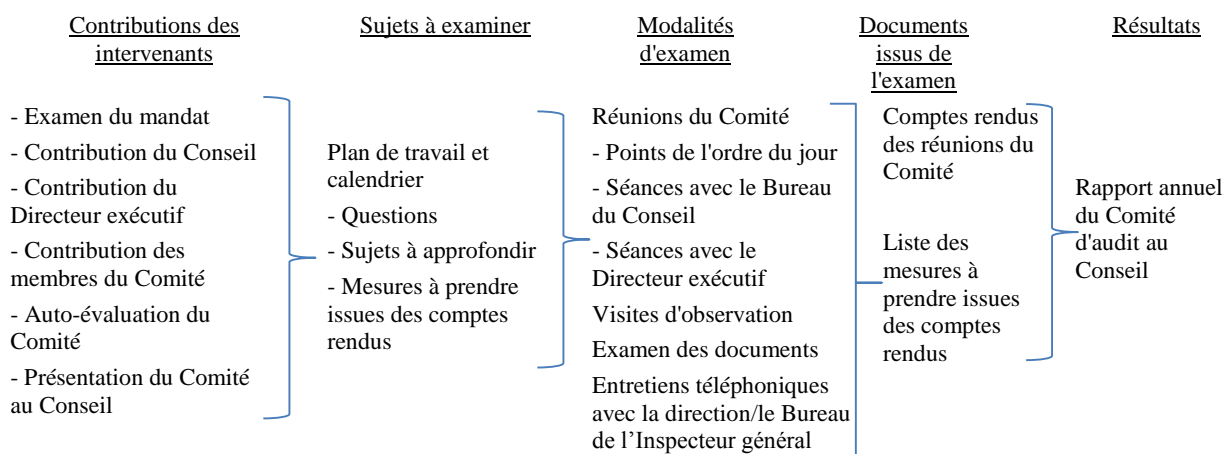 Contributions des
intervenants
- Examen du mandat
- Contribution du Conseil
- Contribution du
Directeur exécutif
- Contribution des
membres du Comité
- Auto-évaluation du
Comité
- Présentation du Comité
au Conseil
Sujets à examiner
Plan de travail et
calendrier
- Questions
- Sujets à approfondir
- Mesures à prendre
issues des comptes
rendus
Modalités
d'examen
Réunions du Comité
- Points de l'ordre du jour
- Séances avec le Bureau
du Conseil
- Séances avec le
Directeur exécutif
Visites d'observation
Examen des documents
Entretiens téléphoniques
avec la direction/le Bureau
de l’Inspecteur général
Documents
issus de
l'examen
Comptes rendus
des réunions du
Comité
Liste des
mesures à
prendre issues
des comptes
rendus
Résultats
Rapport annuel
du Comité
d'audit au
Conseil